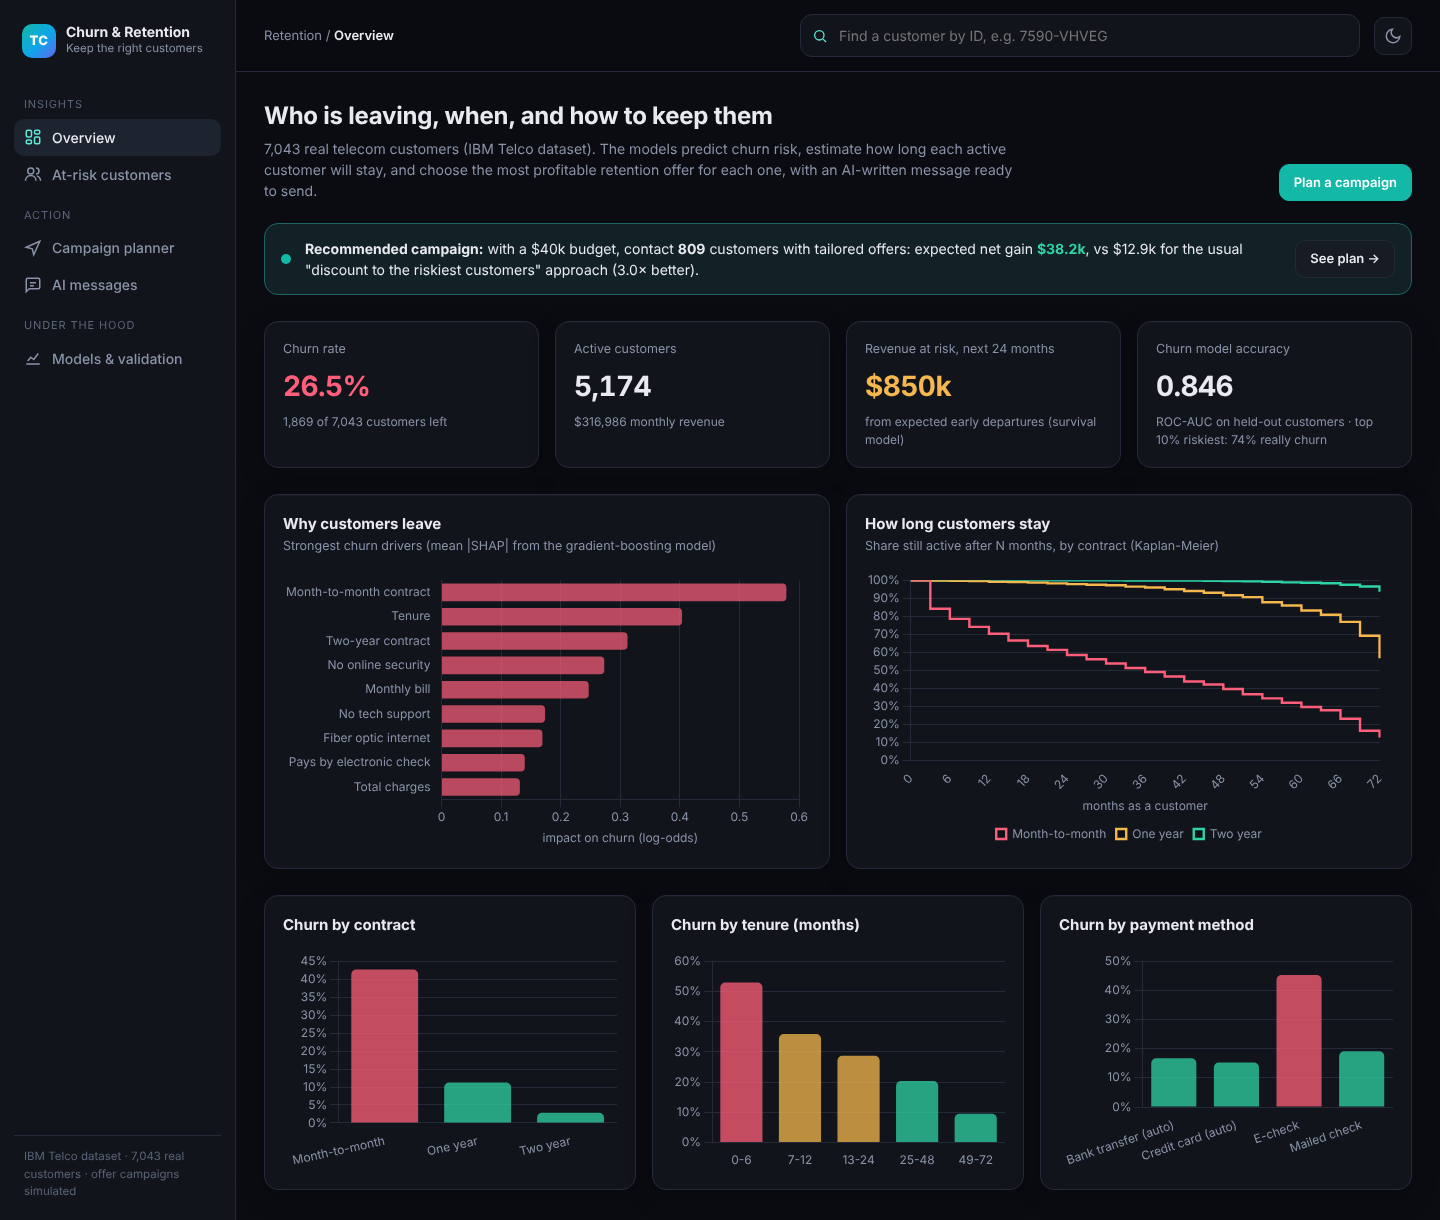 TC
Churn & Retention
Keep the right customers
INSIGHTS
Overview
At-risk customers
ACTION
Campaign planner
AI messages
UNDER THE HOOD
Models & validation
IBM Telco dataset · 7,043 real
customers · offer campaigns
simulated
Retention / Overview
Find a customer by ID, e.g. 7590-VHVEG
Who is leaving, when, and how to keep them
7,043 real telecom customers (IBM Telco dataset). The models predict churn risk, estimate how long each active
customer will stay, and choose the most profitable retention offer for each one, with an AI-written message ready
to send.
Plan a campaign
Recommended campaign: with a $40k budget, contact 809 customers with tailored offers: expected net gain $38.2k, vs $12.9k for the usual
"discount to the riskiest customers" approach (3.0× better).
See plan →
Churn rate
26.5%
1,869 of 7,043 customers left
Active customers
5,174
$316,986 monthly revenue
Revenue at risk, next 24 months
$850k
from expected early departures (survival
model)
Churn model accuracy
0.846
ROC-AUC on held-out customers · top
10% riskiest: 74% really churn
Why customers leave
Strongest churn drivers (mean |SHAP| from the gradient-boosting model)
Month-to-month contract
Tenure
Two-year contract
No online security
Monthly bill
No tech support
Fiber optic internet
Pays by electronic check
Total charges
0 0.1 0.2 0.3 0.4 0.5 0.6
impact on churn (log-odds)
How long customers stay
Share still active after N months, by contract (Kaplan-Meier)
100%
90%
80%
70%
60%
50%
40%
30%
20%
10%
0%
0 6 12 18 24 30 36 42 48 54 60 66 72
months as a customer
Month-to-month One year Two year
Churn by contract
45%
40%
35%
30%
25%
20%
15%
10%
5%
0%
Month-to-month One year Two year
Churn by tenure (months)
60%
50%
40%
30%
20%
10%
0%
0-6 7-12 13-24 25-48 49-72
Churn by payment method
50%
40%
30%
20%
10%
0%
Bank transfer (auto) Credit card (auto) E-check Mailed check